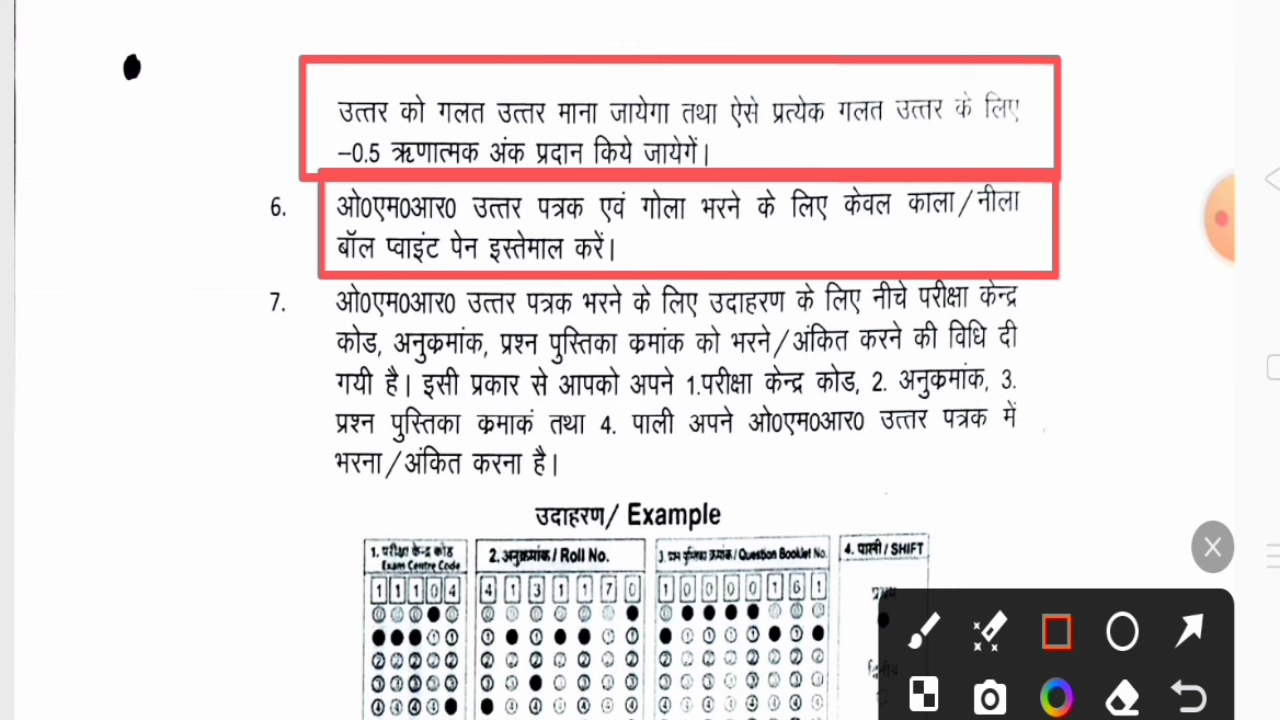 उत्तर को गलत उत्तर माना जायेगा तथा ऐसे प्रत्येक गलत उत्तर के लिए
–0.5 ऋणात्मक अंक प्रदान किये जायेगें।
6. ओ0एम0आर0 उत्तर पत्रक एवं गोला भरने के लिए केवल काला/नीला
बॉल प्वाइंट पेन इस्तेमाल करें।
7. ओ0एम0आर0 उत्तर पत्रक भरने के लिए उदाहरण के लिए नीचे परीक्षा केन्द्र
कोड, अनुक्रमांक, प्रश्न पुस्तिका क्रमांक को भरने/अंकित करने की विधि दी
गयी है। इसी प्रकार से आपको अपने 1.परीक्षा केन्द्र कोड, 2. अनुक्रमांक, 3.
प्रश्न पुस्तिका क्रमाकं तथा 4. पाली अपने ओ0एम0आर0 उत्तर पत्रक में
भरना/अंकित करना है।
उदाहरण/ Example
1. परीक्षा केन्द्र कोड
Exam Centre Code
2. अनुक्रमांक / Roll No.
3. प्रश्न पुस्तिका क्रमांक / Question Booklet No.
4. पाली / SHIFT
1 1 1 0 4
4 1 3 1 1 7 0
1 0 0 0 0 1 6 1